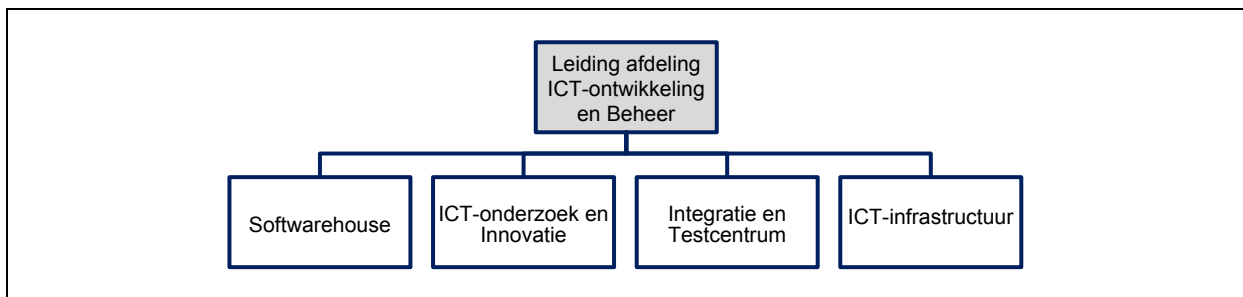 Leiding afdeling
ICT-ontwikkeling
en Beheer
Softwarehouse
ICT-onderzoek en
Innovatie
Integratie en
Testcentrum
ICT-infrastructuur